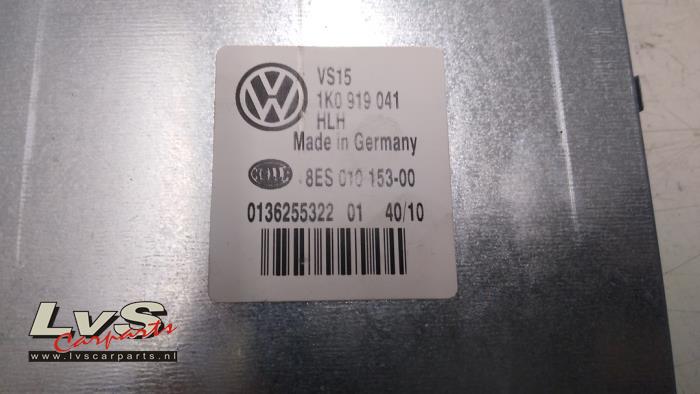 VS15
1K0 919 041
HLH
Made in Germany
8ES 010 153-00
0136255322 01 40/10
LvS
Carparts
www.lvscarparts.nl